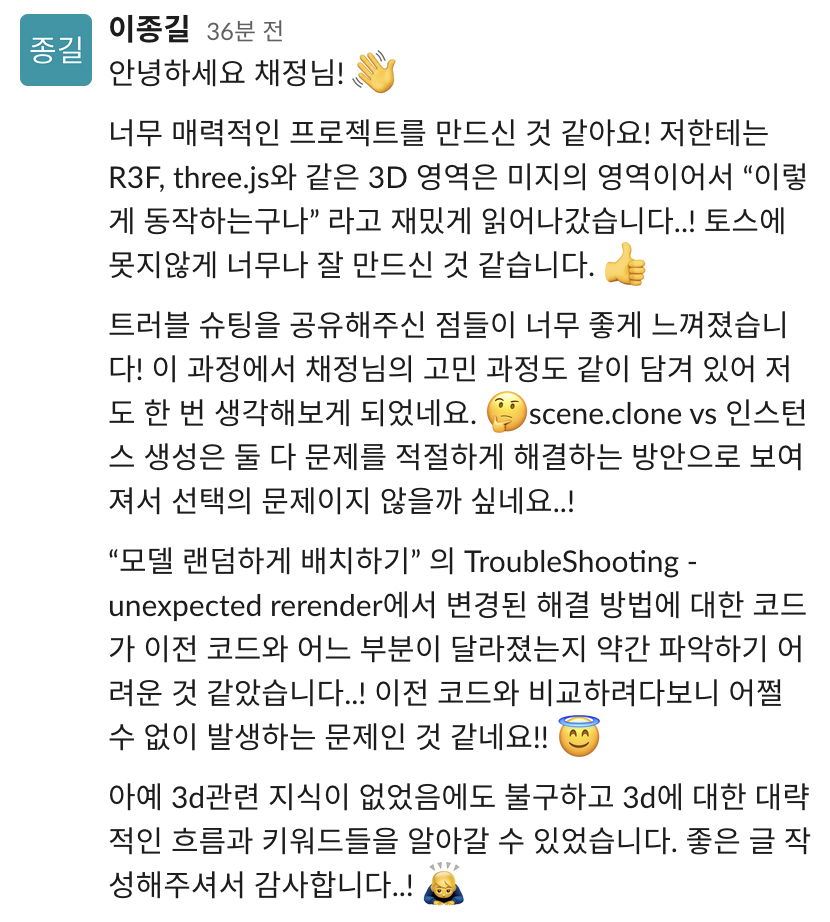 종길
이종길 36분 전
안녕하세요 채정님! 👋
너무 매력적인 프로젝트를 만드신 것 같아요! 저한테는
R3F, three.js와 같은 3D 영역은 미지의 영역이어서 “이렇
게 동작하는구나” 라고 재밌게 읽어나갔습니다..! 토스에
못지않게 너무나 잘 만드신 것 같습니다. 👍
트러블 슈팅을 공유해주신 점들이 너무 좋게 느껴졌습니
다! 이 과정에서 채정님의 고민 과정도 같이 담겨 있어 저
도 한 번 생각해보게 되었네요. 🤔scene.clone vs 인스턴
스 생성은 둘 다 문제를 적절하게 해결하는 방안으로 보여
져서 선택의 문제이지 않을까 싶네요..!
“모델 랜덤하게 배치하기” 의 TroubleShooting -
unexpected rerender에서 변경된 해결 방법에 대한 코드
가 이전 코드와 어느 부분이 달라졌는지 약간 파악하기 어
려운 것 같았습니다..! 이전 코드와 비교하려다보니 어쩔
수 없이 발생하는 문제인 것 같네요!! 😇
아예 3d관련 지식이 없었음에도 불구하고 3d에 대한 대략
적인 흐름과 키워드들을 알아갈 수 있었습니다. 좋은 글 작
성해주셔서 감사합니다..! 🙇